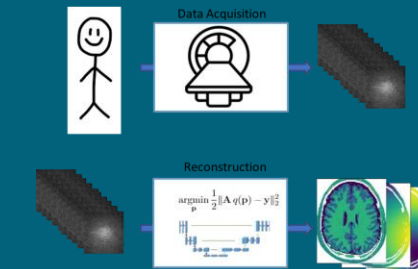 Data Acquisition
Reconstruction
argmin 1/2 ‖A q(p) − y‖₂²
p